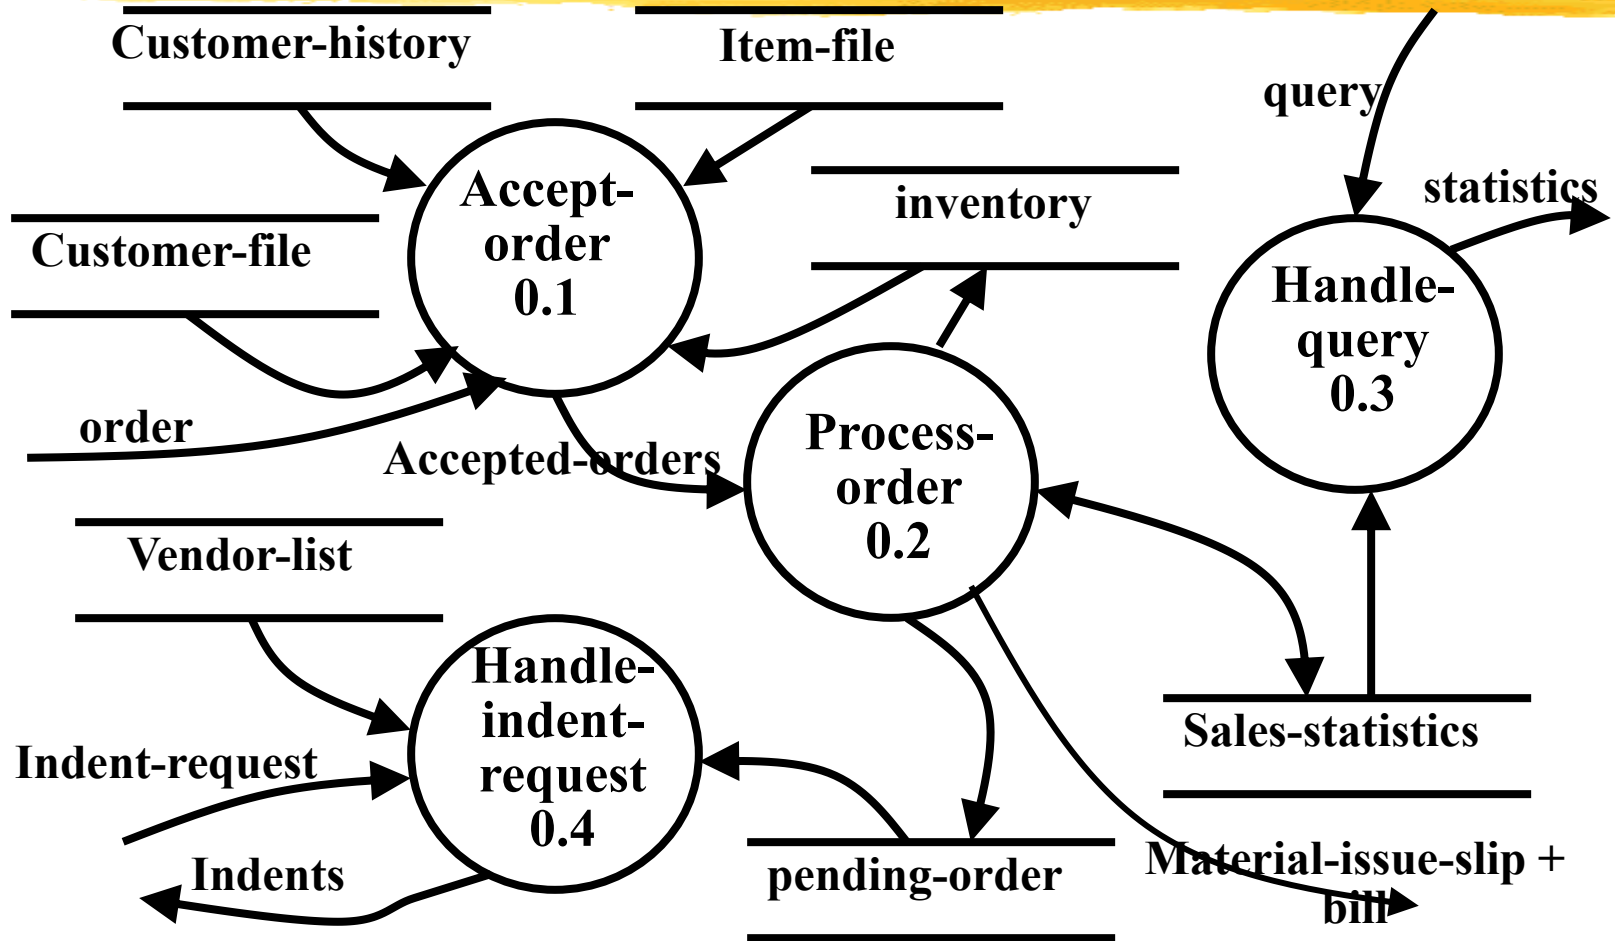 Customer-history
Item-file
query
Accept-
order
0.1
statistics
inventory
Customer-file
Handle-
query
0.3
order
Accepted-orders
Process-
order
0.2
Vendor-list
Handle-
indent-
request
0.4
Sales-statistics
Indent-request
Indents
pending-order
Material-issue-slip +
bill